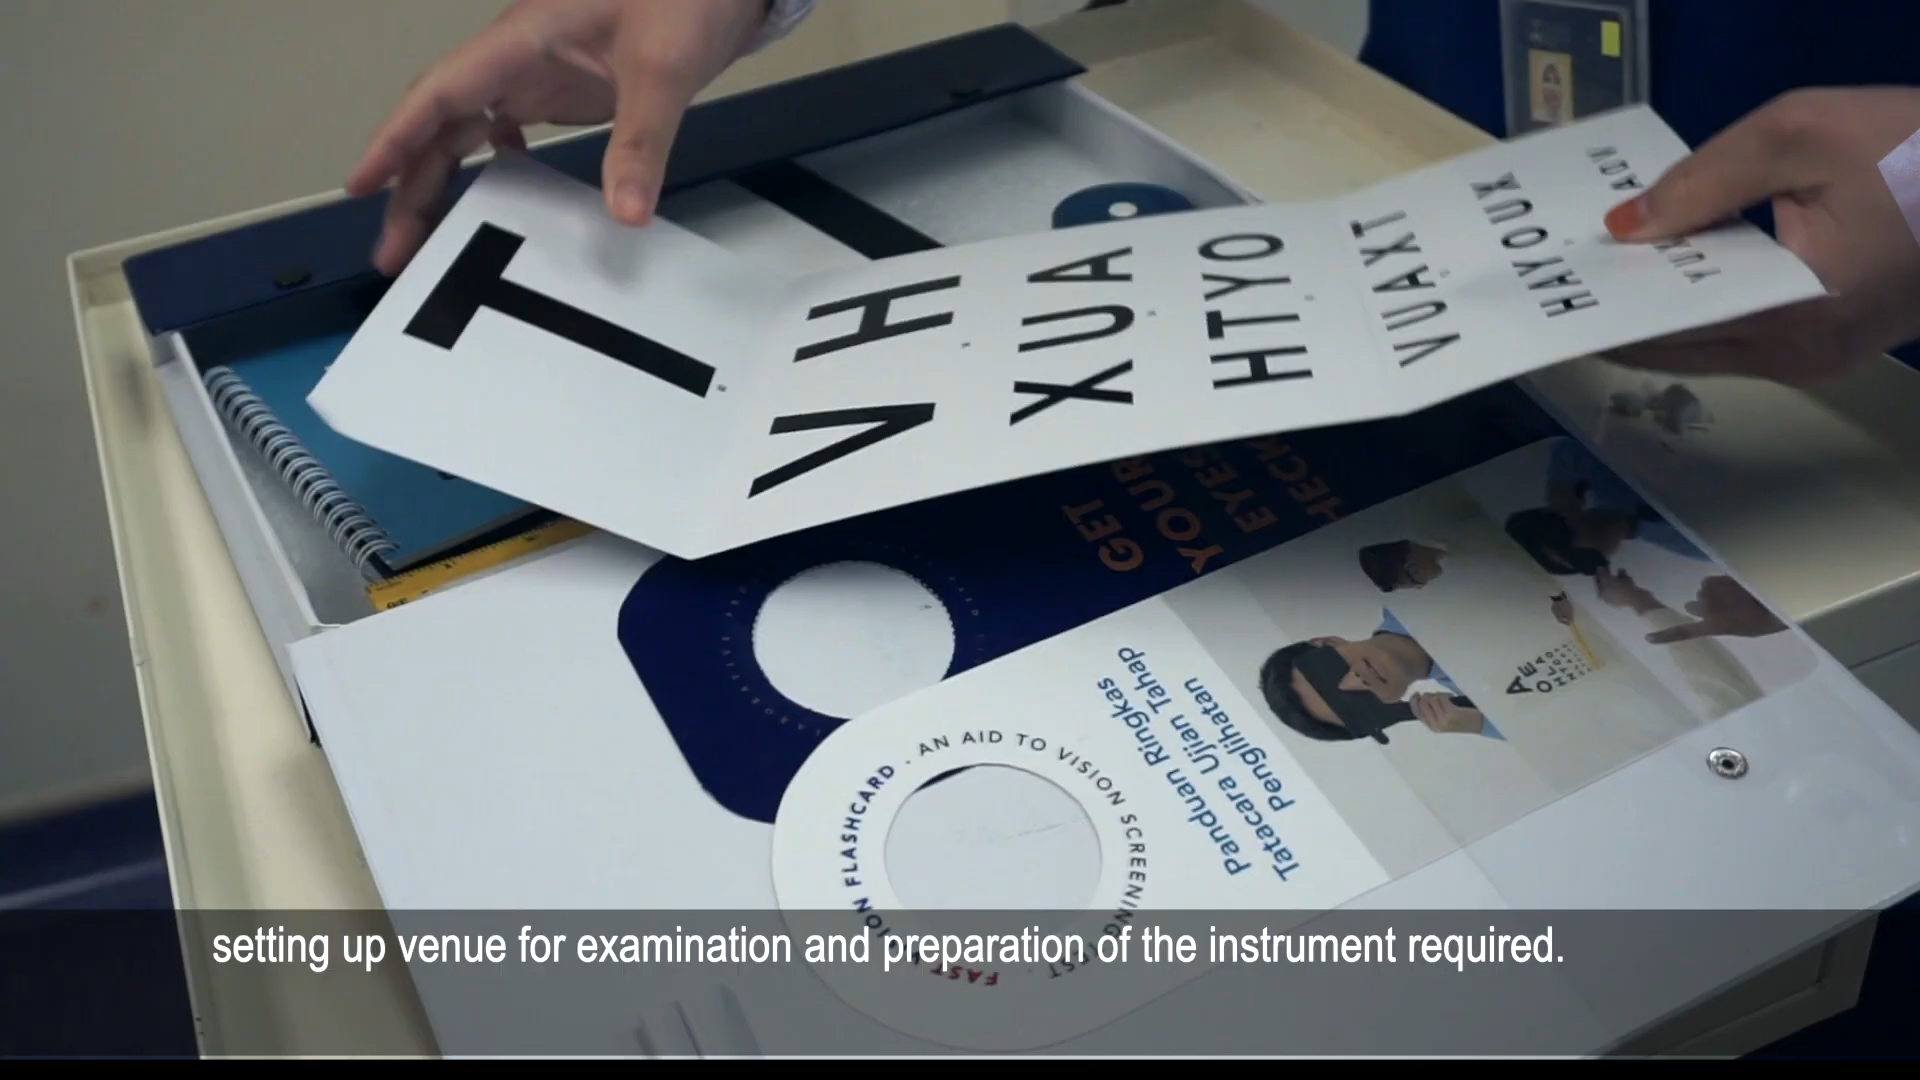 T
V H
X U A
H T Y O
V U A X T
H A Y O U X
GET
YOUR
EYES
Panduan Ringkas
Tatacara Ujian Tahap
Penglihatan
FLASHCARD . AN AID TO VISION SCREENING
FAST
setting up venue for examination and preparation of the instrument required.